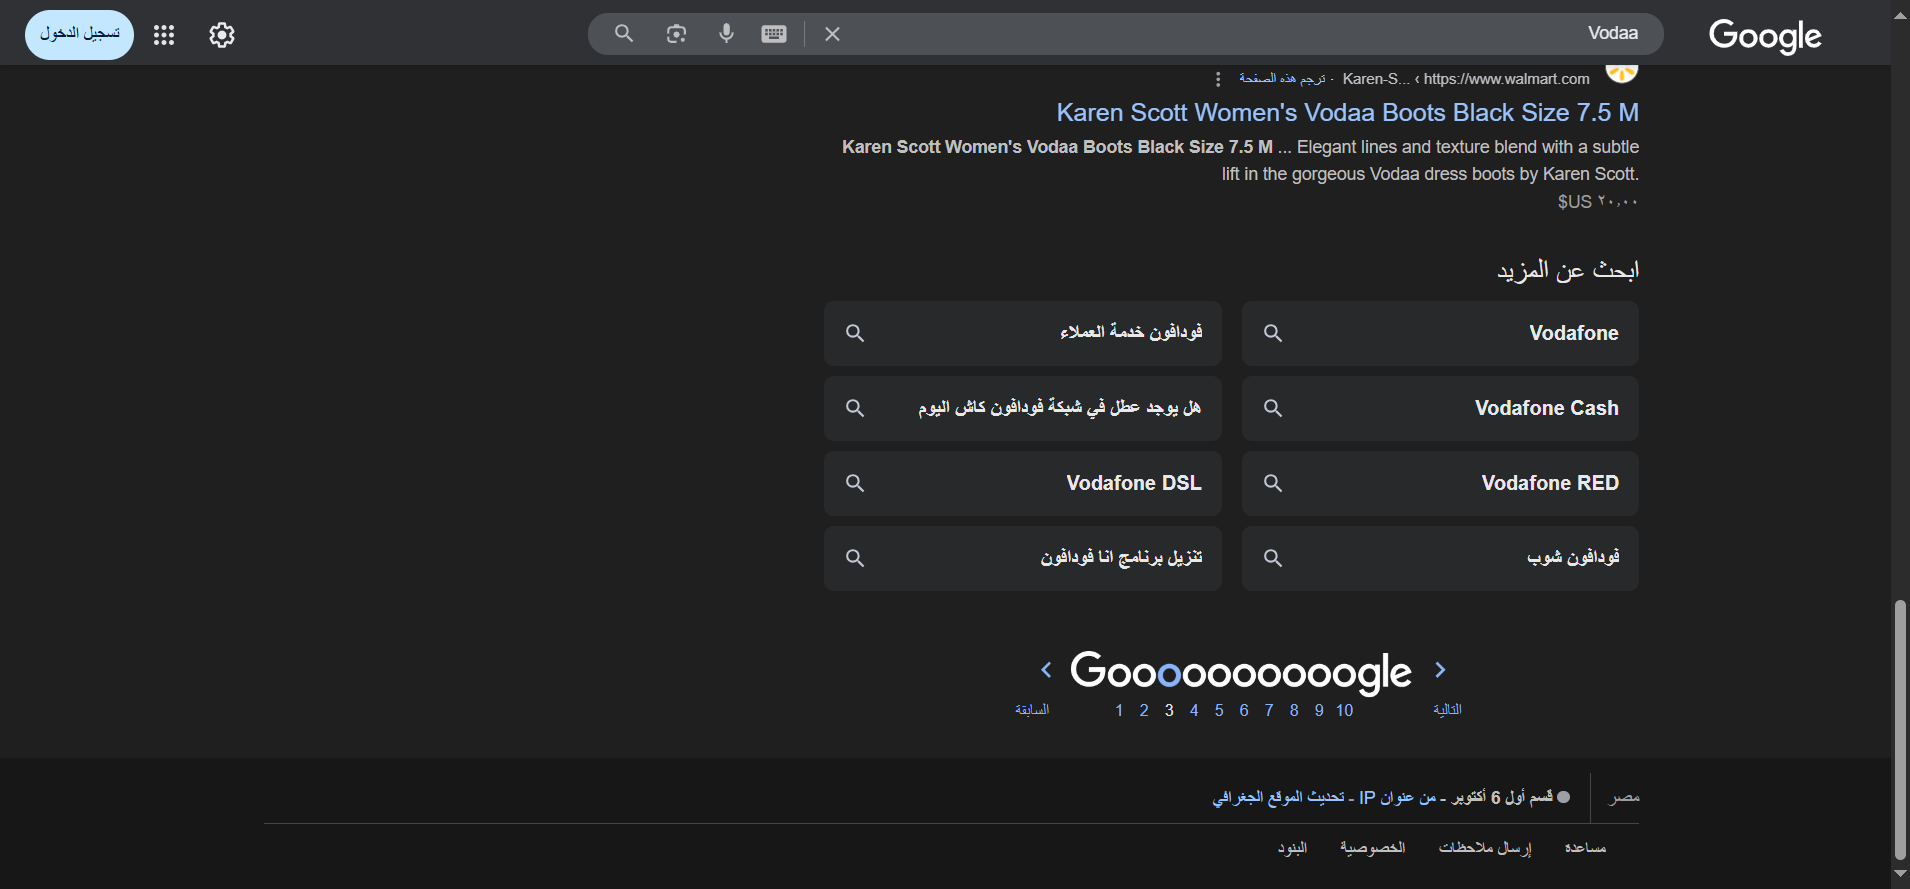 Google
Vodaa
تسجيل الدخول
https://www.walmart.com › Karen-S... · ترجم هذه الصفحة
Karen Scott Women's Vodaa Boots Black Size 7.5 M
Karen Scott Women's Vodaa Boots Black Size 7.5 M ... Elegant lines and texture blend with a subtle
lift in the gorgeous Vodaa dress boots by Karen Scott.
٢٠,٠٠ US$
ابحث عن المزيد
Vodafone
فودافون خدمة العملاء
Vodafone Cash
هل يوجد عطل في شبكة فودافون كاش اليوم
Vodafone RED
Vodafone DSL
فودافون شوب
تنزيل برنامج انا فودافون
Goooooooooogle
السابقة 1 2 3 4 5 6 7 8 9 10 التالية
مصر
قسم أول 6 أكتوبر - من عنوان IP - تحديث الموقع الجغرافي
مساعدة إرسال ملاحظات الخصوصية البنود